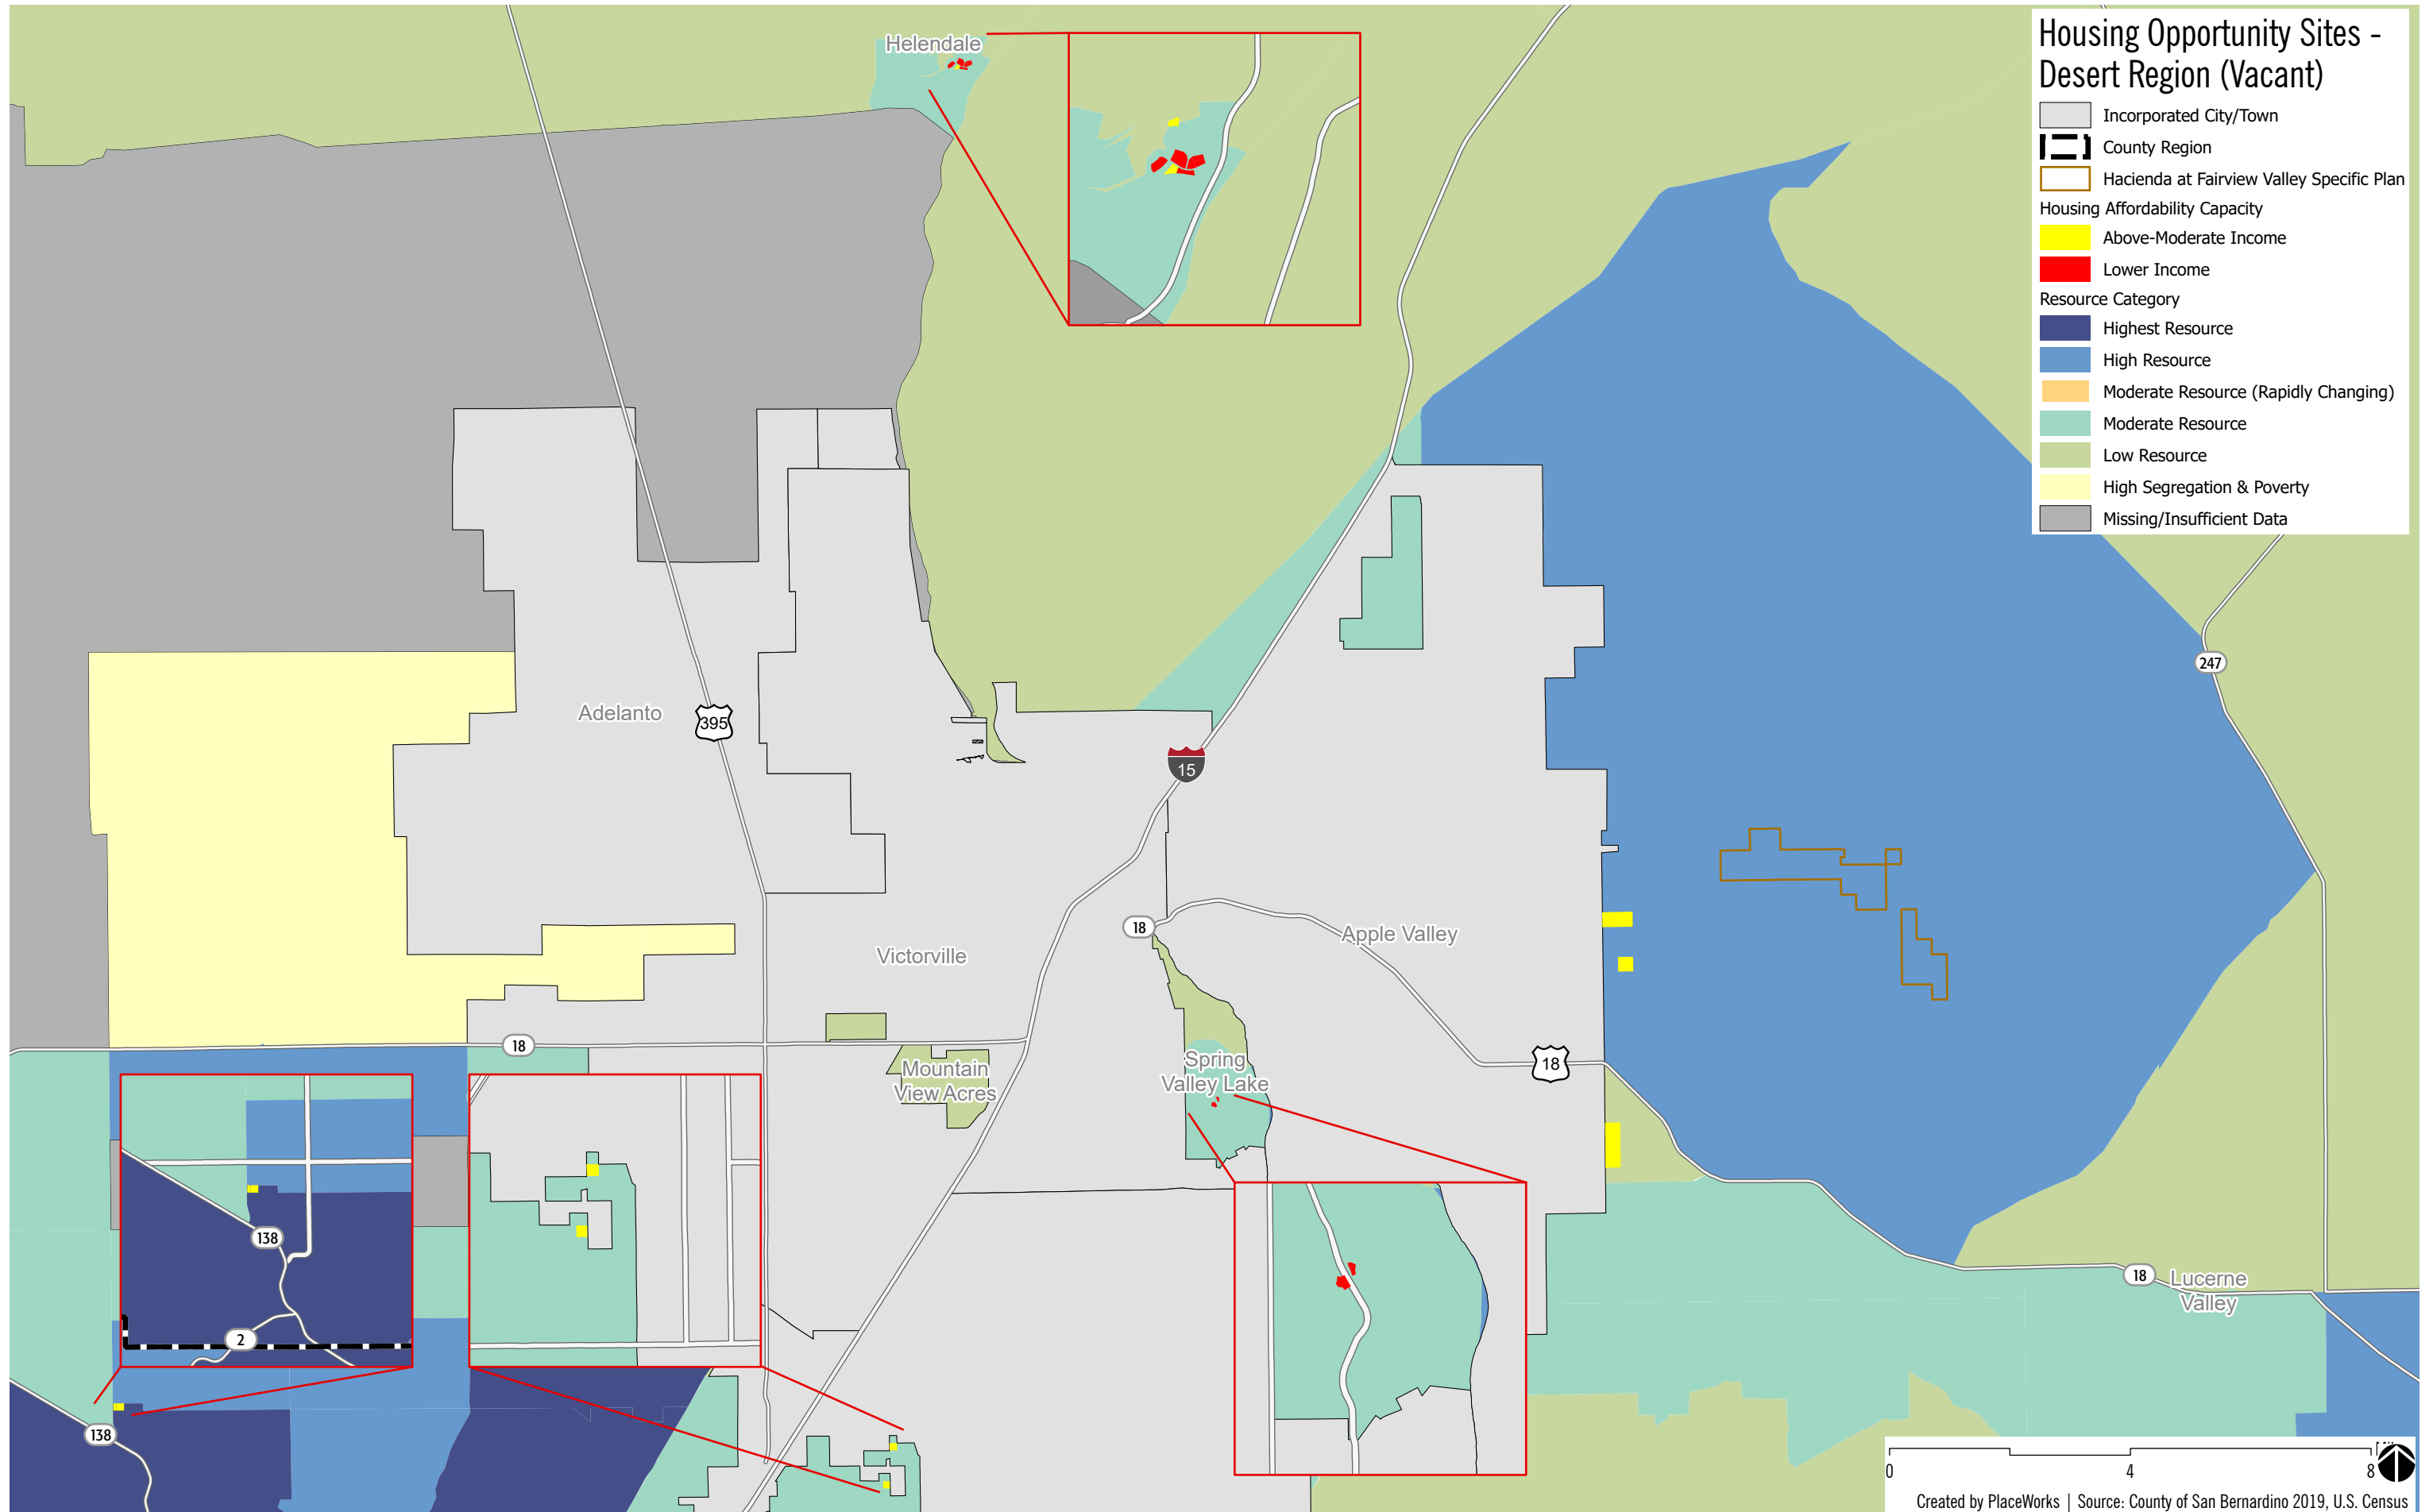 Housing Opportunity Sites -
Desert Region (Vacant)
Incorporated City/Town
County Region
Hacienda at Fairview Valley Specific Plan
Housing Affordability Capacity
Above-Moderate Income
Lower Income
Resource Category
Highest Resource
High Resource
Moderate Resource (Rapidly Changing)
Moderate Resource
Low Resource
High Segregation & Poverty
Missing/Insufficient Data
Helendale
247
Adelanto
395
15
18
Apple Valley
Victorville
18
Mountain
View Acres
Spring
Valley Lake
18
138
2
138
18
Lucerne
Valley
0
4
8
Created by PlaceWorks | Source: County of San Bernardino 2019, U.S. Census